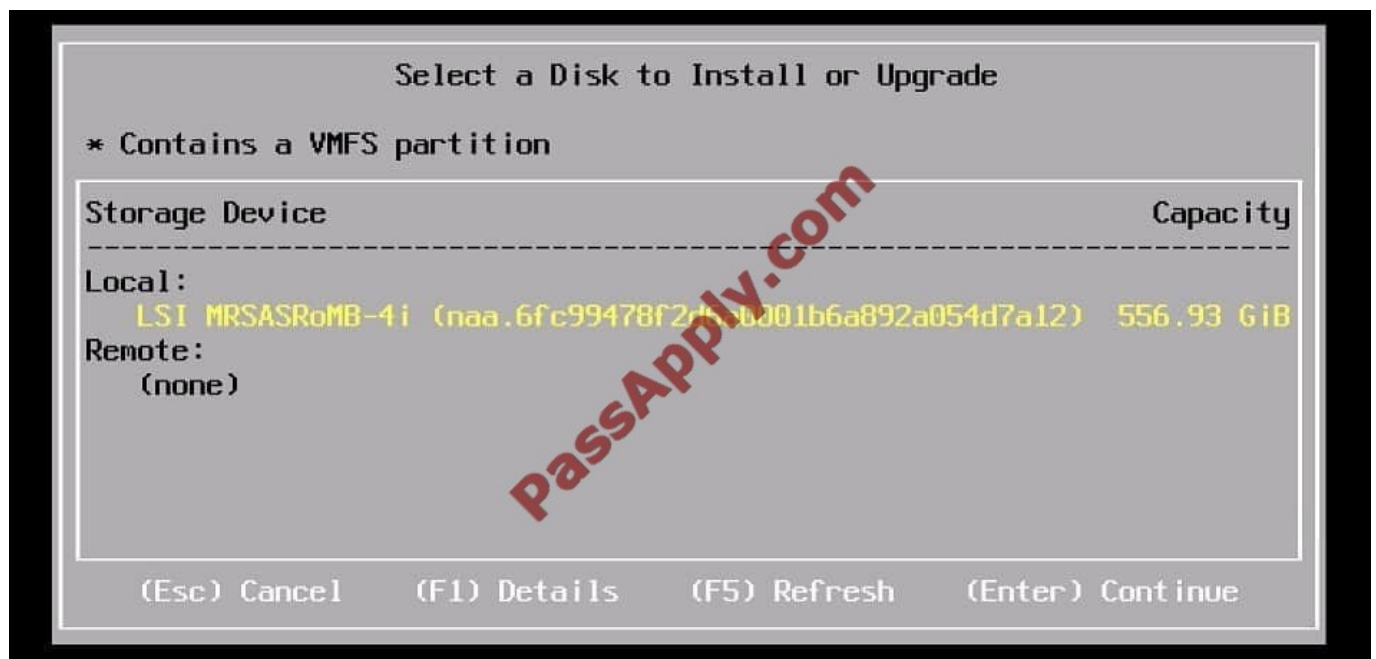 Select a Disk to Install or Upgrade
* Contains a VMFS partition
Storage Device Capacity
--------------------------------------------------------------
Local:
LSI MRSASRoMB-4i 556.93 GiB
Remote:
(none)
(Esc) Cancel (F1) Details (F5) Refresh (Enter) Continue
PassApply.com